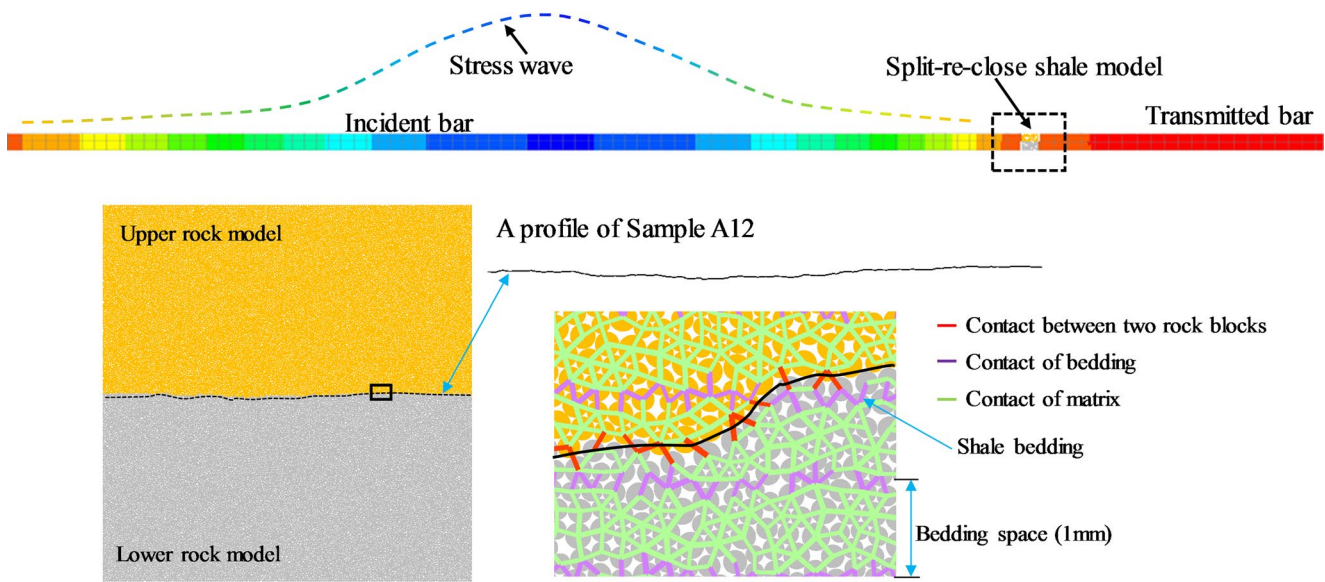 Stress wave
Split-re-close shale model
Incident bar
Transmitted bar
Upper rock model
A profile of Sample A12
Contact between two rock blocks
Contact of bedding
Contact of matrix
Shale bedding
Bedding space (1mm)
Lower rock model